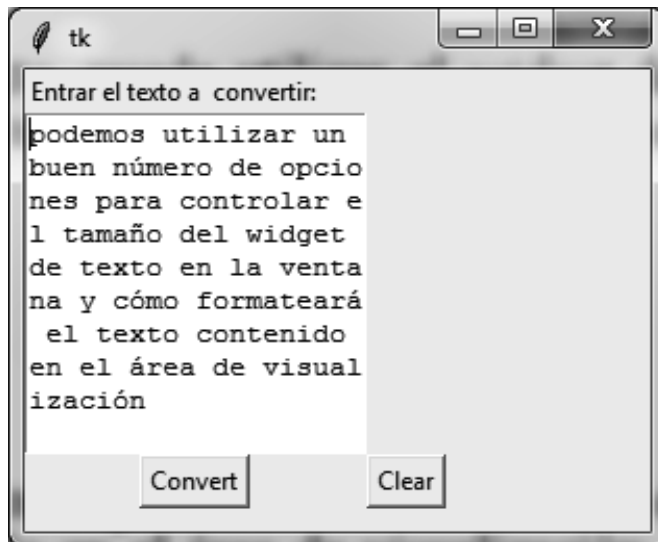 tk
Entrar el texto a  convertir:
podemos utilizar un
buen número de opcio
nes para controlar e
l tamaño del widget
de texto en la venta
na y cómo formateará
 el texto contenido
en el área de visual
ización
Convert Clear